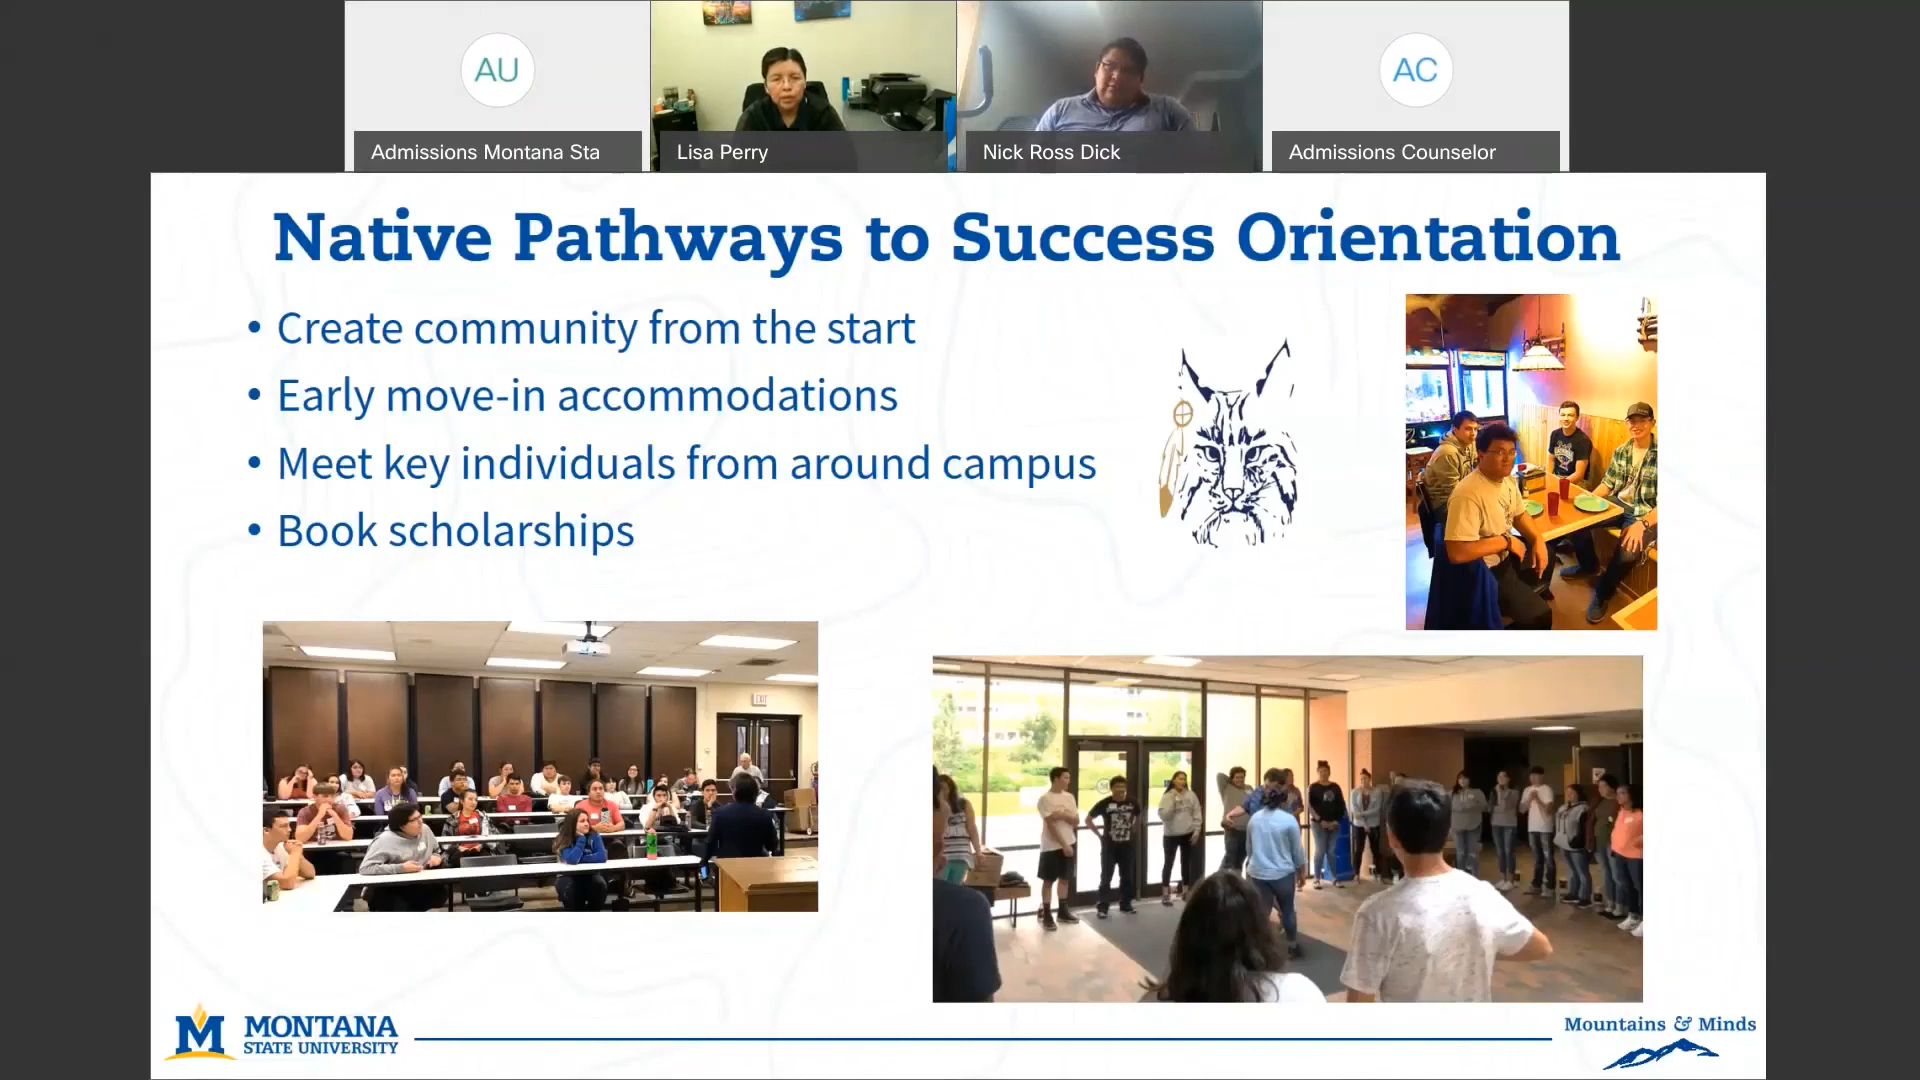 AU
AC
Admissions Montana Sta
Lisa Perry
Nick Ross Dick
Admissions Counselor
Native Pathways to Success Orientation
• Create community from the start
• Early move-in accommodations
• Meet key individuals from around campus
• Book scholarships
EXIT
M MONTANA
STATE UNIVERSITY
Mountains & Minds